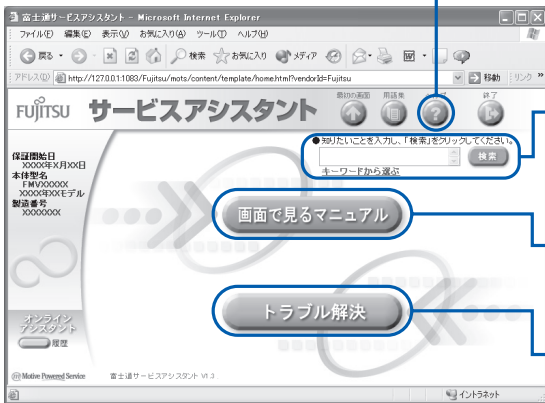 富士通サービスアシスタント - Microsoft Internet Explorer
ファイル(F) 編集(E) 表示(V) お気に入り(A) ツール(T) ヘルプ(H)
戻る 検索 お気に入り メディア
アドレス(D) http://127.0.0.1:1083/Fujitsu/mots/content/template/home.html?vendorId=Fujitsu 移動 リンク »
FUJITSU サービスアシスタント
最初の画面 用語集 終了
●知りたいことを入力し、「検索」をクリックしてください。
検索
キーワードから選ぶ
保証開始日
XXXX年X月XX日
本体型名
FMVXXXXX
XXXX年XXモデル
製造番号
XXXXXXX
画面で見るマニュアル
トラブル解決
オンライン
アシスタント
履歴
Motive Powered Service 富士通サービスアシスタント V1.3
イントラネット